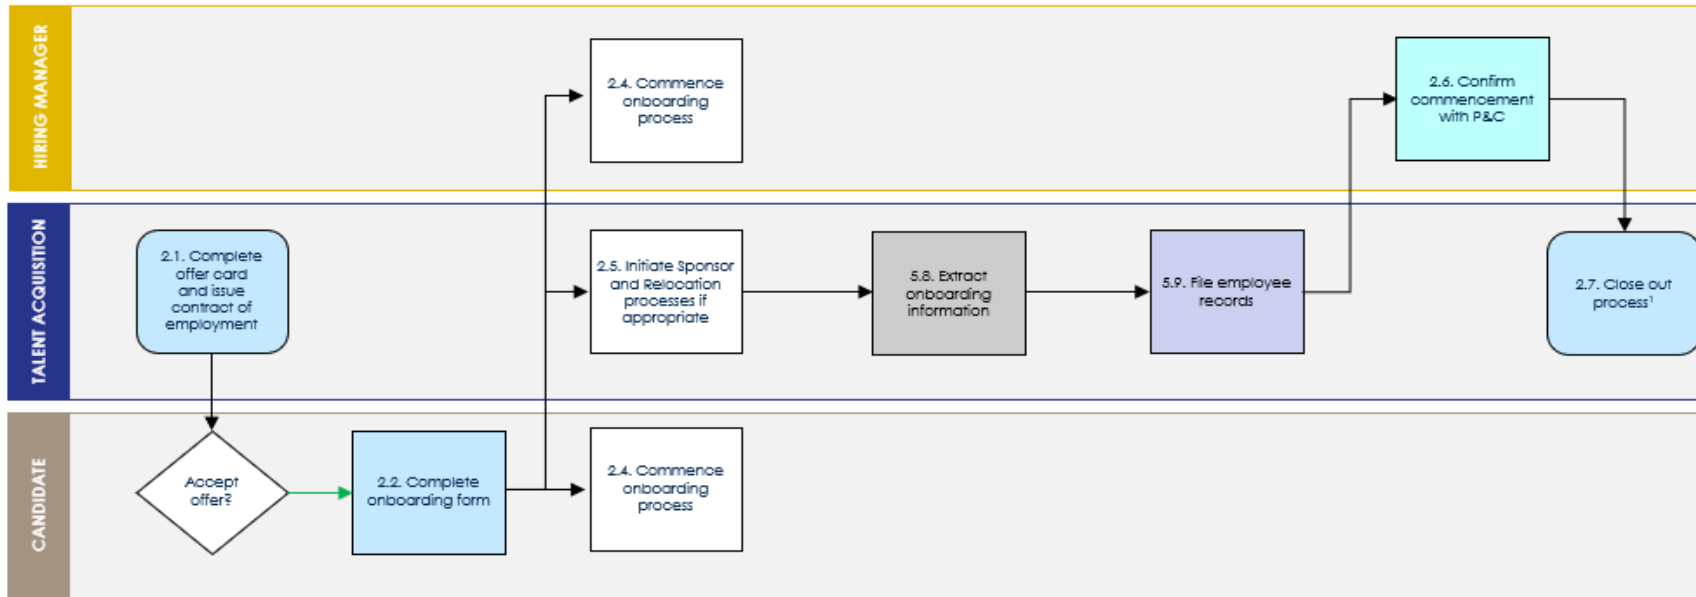 HIRING MANAGER
2.4. Commence
onboarding
process
2.6. Confirm
commencement
with P&C
TALENT ACQUISITION
2.1. Complete
offer card
and issue
contract of
employment
2.5. Initiate Sponsor
and Relocation
processes if
appropriate
5.8. Extract
onboarding
information
5.9. File employee
records
2.7. Close out
process¹
CANDIDATE
Accept
offer?
2.2. Complete
onboarding form
2.4. Commence
onboarding
process